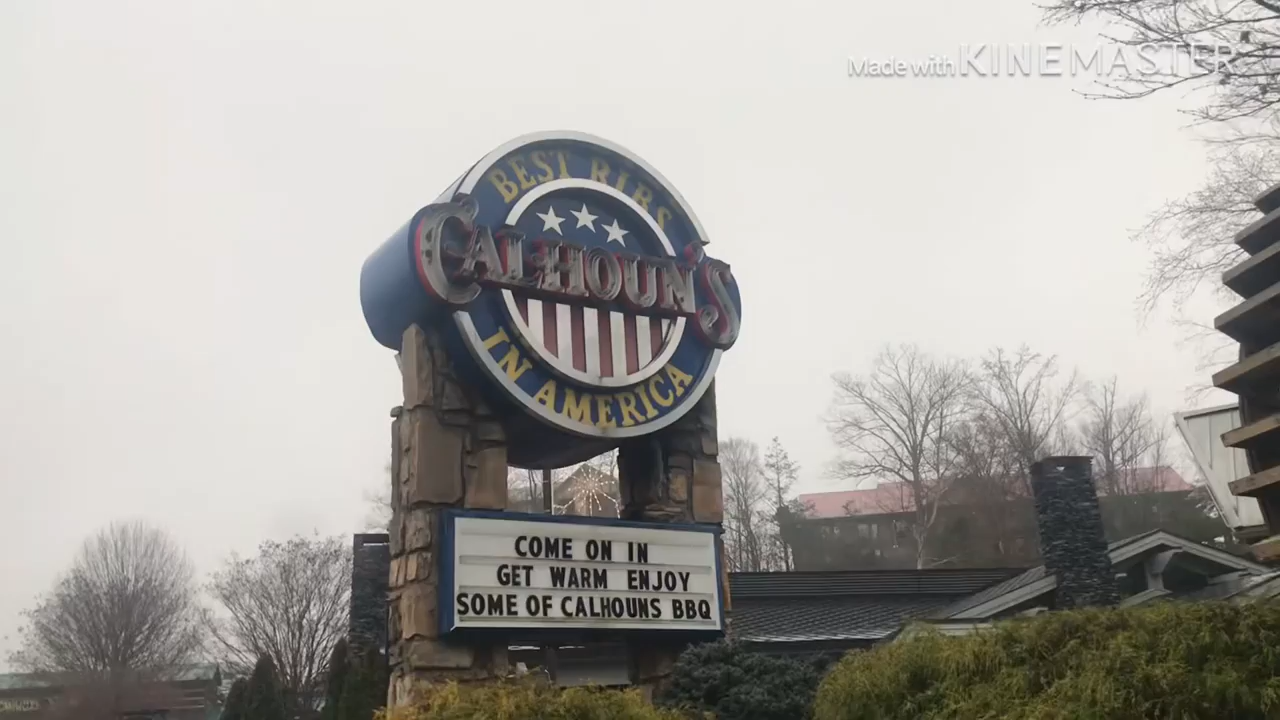 Made with KINEMASTER
BEST RIBS
CALHOUN'S
IN AMERICA
COME ON IN
GET WARM ENJOY
SOME OF CALHOUNS BBQ